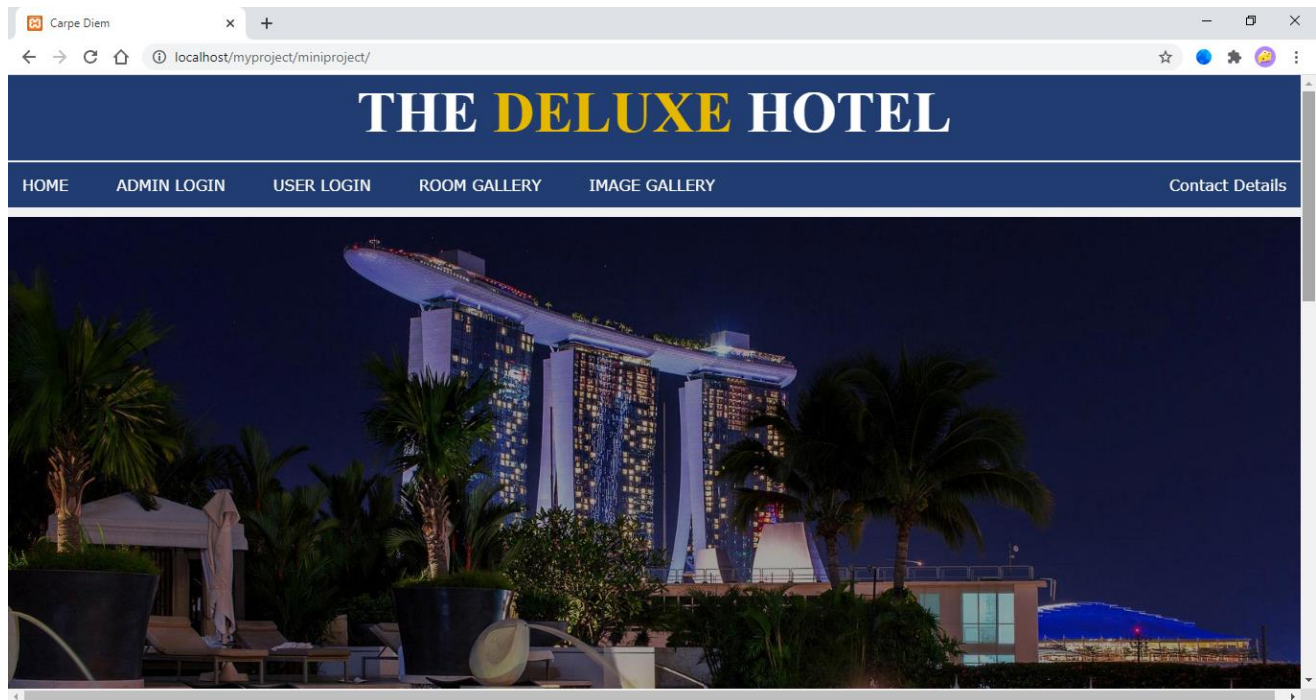 Carpe Diem
localhost/myproject/miniproject/
THE DELUXE HOTEL
HOME ADMIN LOGIN USER LOGIN ROOM GALLERY IMAGE GALLERY Contact Details